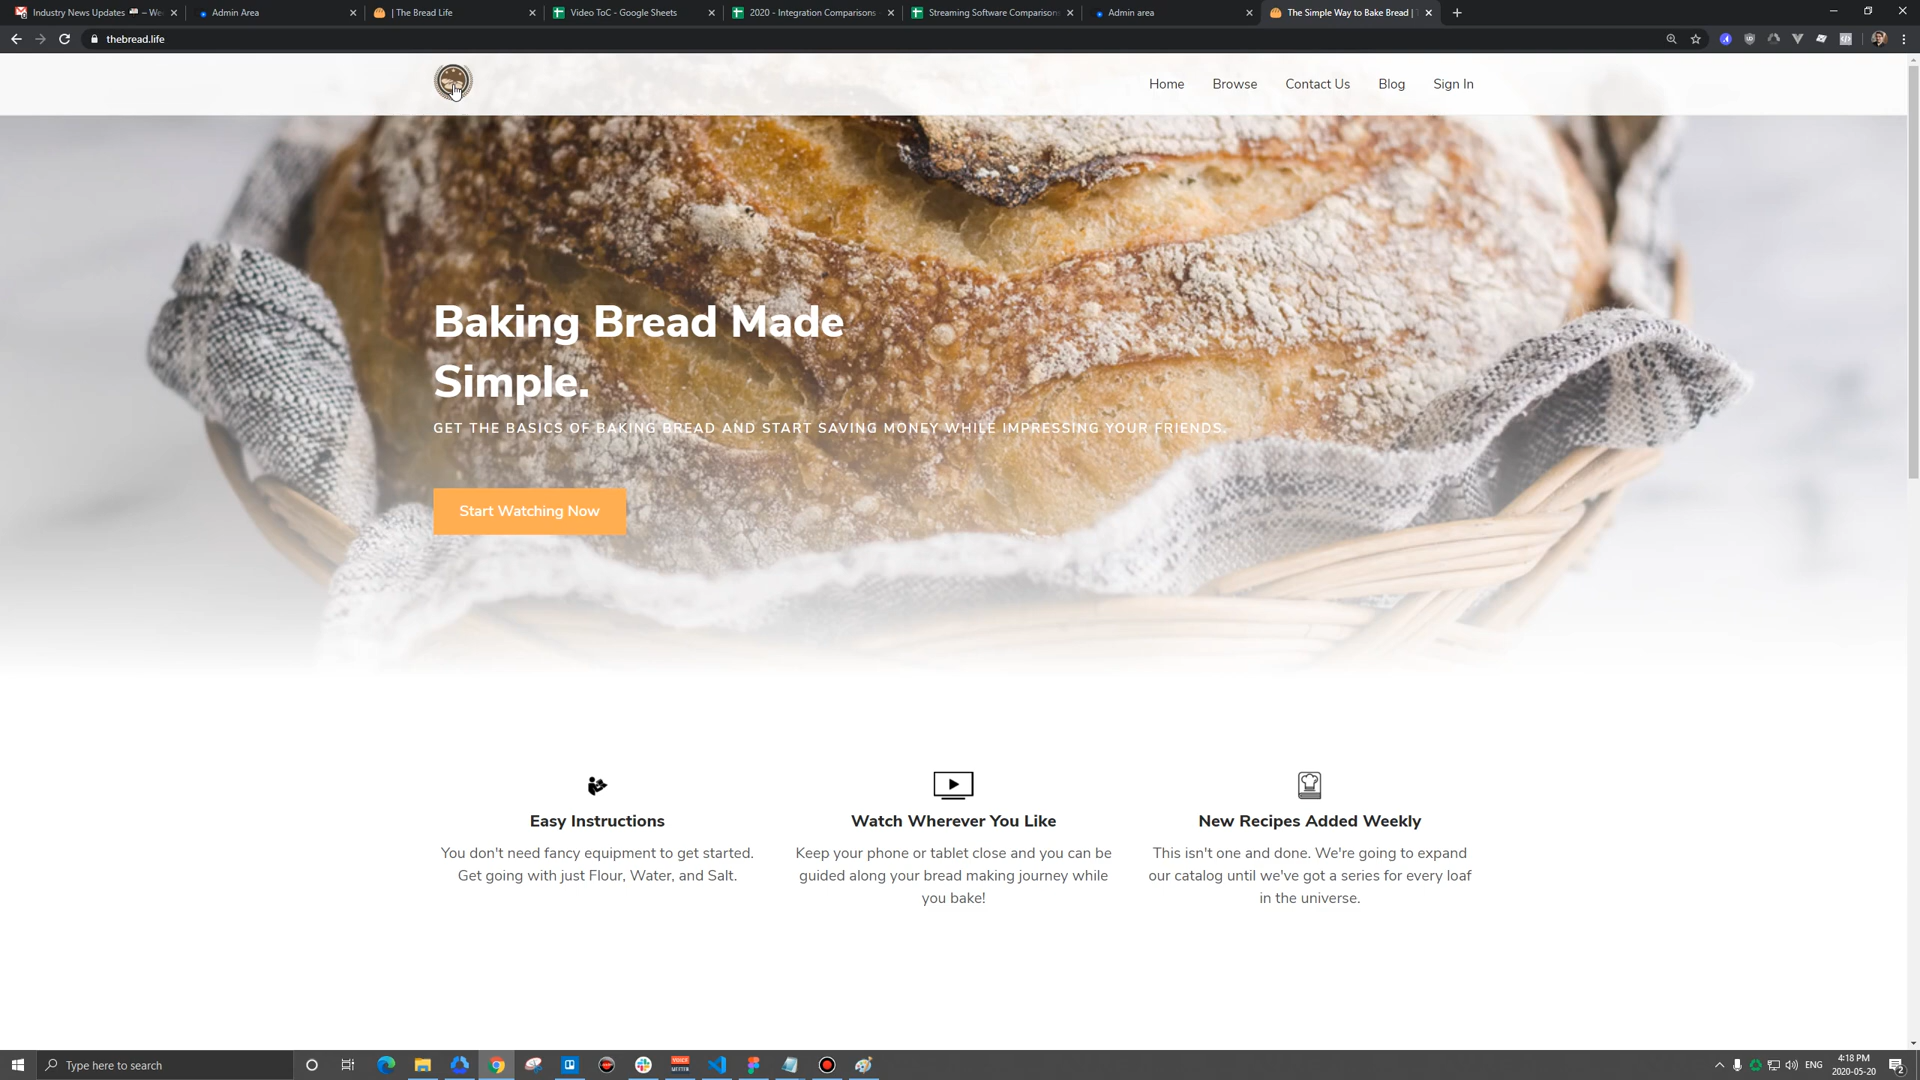 Industry News Updates
– We
Admin Area
| The Bread Life
Video ToC - Google Sheets
2020 - Integration Comparisons
Streaming Software Comparisons
Admin area
The Simple Way to Bake Bread |
thebread.life
Home
Browse
Contact Us
Blog
Sign In
Baking Bread Made
Simple.
GET THE BASICS OF BAKING BREAD AND START SAVING MONEY WHILE IMPRESSING YOUR FRIENDS.
Start Watching Now
Easy Instructions
You don't need fancy equipment to get started.
Get going with just Flour, Water, and Salt.
Watch Wherever You Like
Keep your phone or tablet close and you can be
guided along your bread making journey while
you bake!
New Recipes Added Weekly
This isn't one and done. We're going to expand
our catalog until we've got a series for every loaf
in the universe.
Type here to search
VOICE
MEETER
ENG
4:18 PM
2020-05-20
2